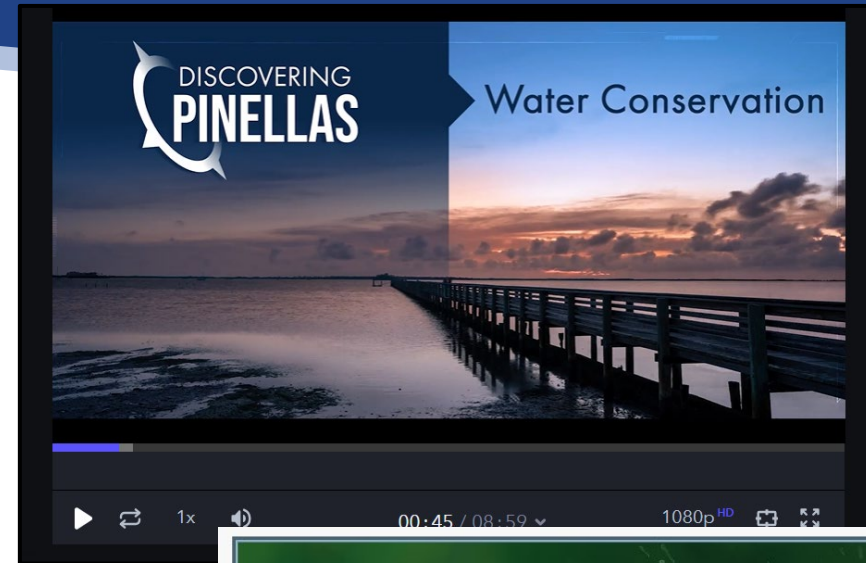 DISCOVERING
PINELLAS
Water Conservation
1x
00:45 / 08:59
1080p HD